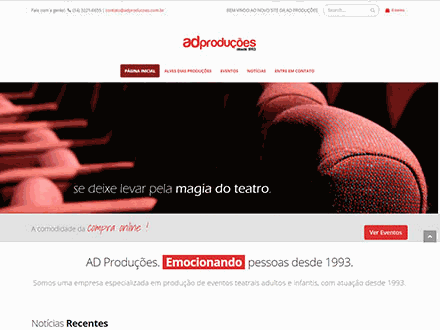 Fale com a gente! (14) 3221-6655 | contato@adproducoes.com.br
BEM VINDO AO NOVO SITE DA AD PRODUÇÕES
Search...
0 items
adproduções
desde 1993
PÁGINA INICIAL ALVES DIAS PRODUÇÕES EVENTOS NOTÍCIAS ENTRE EM CONTATO
se deixe levar pela magia do teatro.
A comodidade da compra online !
Ver Eventos
AD Produções. Emocionando pessoas desde 1993.
Somos uma empresa especializada em produção de eventos teatrais adultos e infantis, com atuação desde 1993.
Notícias Recentes